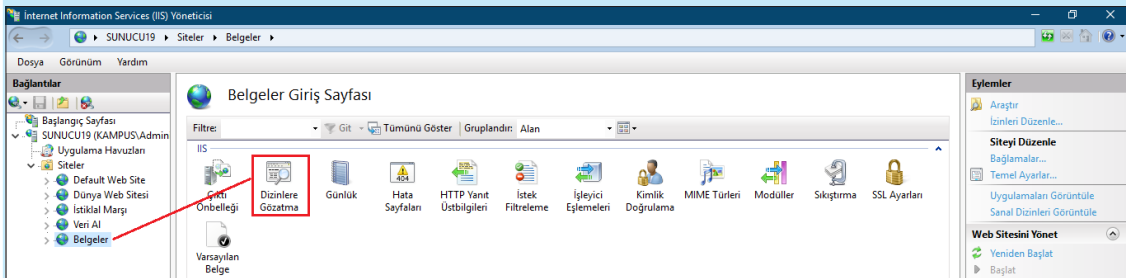 İnternet Information Services (IIS) Yöneticisi
SUNUCU19 Siteler Belgeler
Dosya Görünüm Yardım
Bağlantılar
Başlangıç Sayfası
SUNUCU19 (KAMPUS\Admin
Uygulama Havuzları
Siteler
Default Web Site
Dünya Web Sitesi
İstiklal Marşı
Veri Al
Belgeler
Belgeler Giriş Sayfası
Filtre: Git Tümünü Göster Gruplandır: Alan
IIS
Çıktı Önbelleği
Dizinlere Gözatma
Günlük
404
Hata Sayfaları
HTTP Yanıt Üstbilgileri
İstek Filtreleme
İşleyici Eşlemeleri
Kimlik Doğrulama
MIME Türleri
Modüller
Sıkıştırma
SSL Ayarları
Varsayılan Belge
Eylemler
Araştır
İzinleri Düzenle...
Siteyi Düzenle
Bağlamalar...
Temel Ayarlar...
Uygulamaları Görüntüle
Sanal Dizinleri Görüntüle
Web Sitesini Yönet
Yeniden Başlat
Başlat